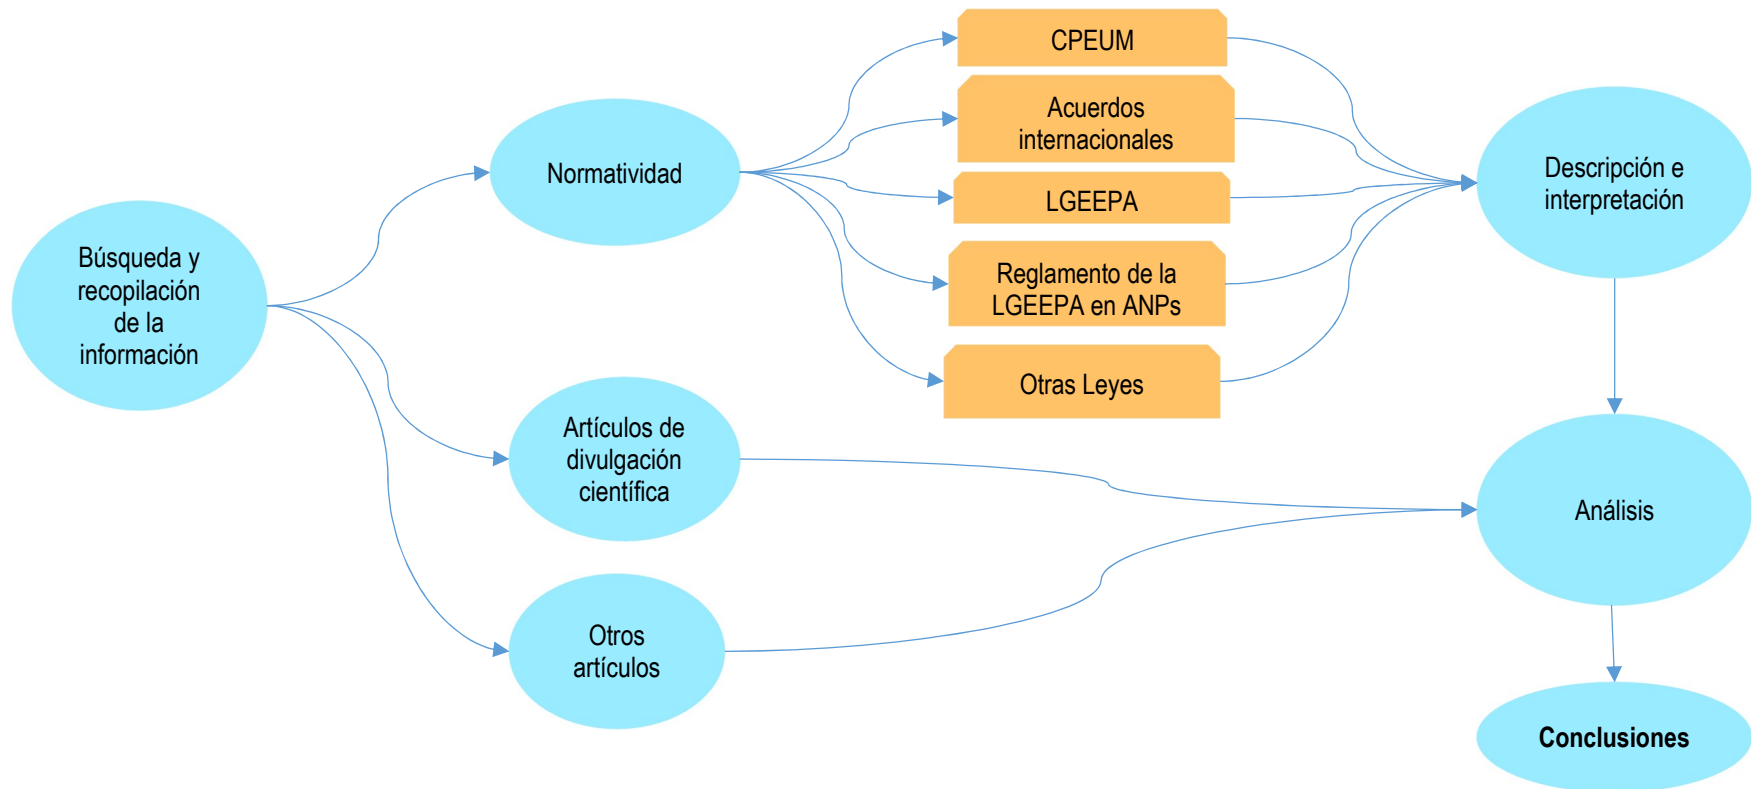 Búsqueda y
recopilación
de la
información
Normatividad
Artículos de
divulgación
científica
Otros
artículos
CPEUM
Acuerdos
internacionales
LGEEPA
Reglamento de la
LGEEPA en ANPs
Otras Leyes
Descripción e
interpretación
Análisis
Conclusiones